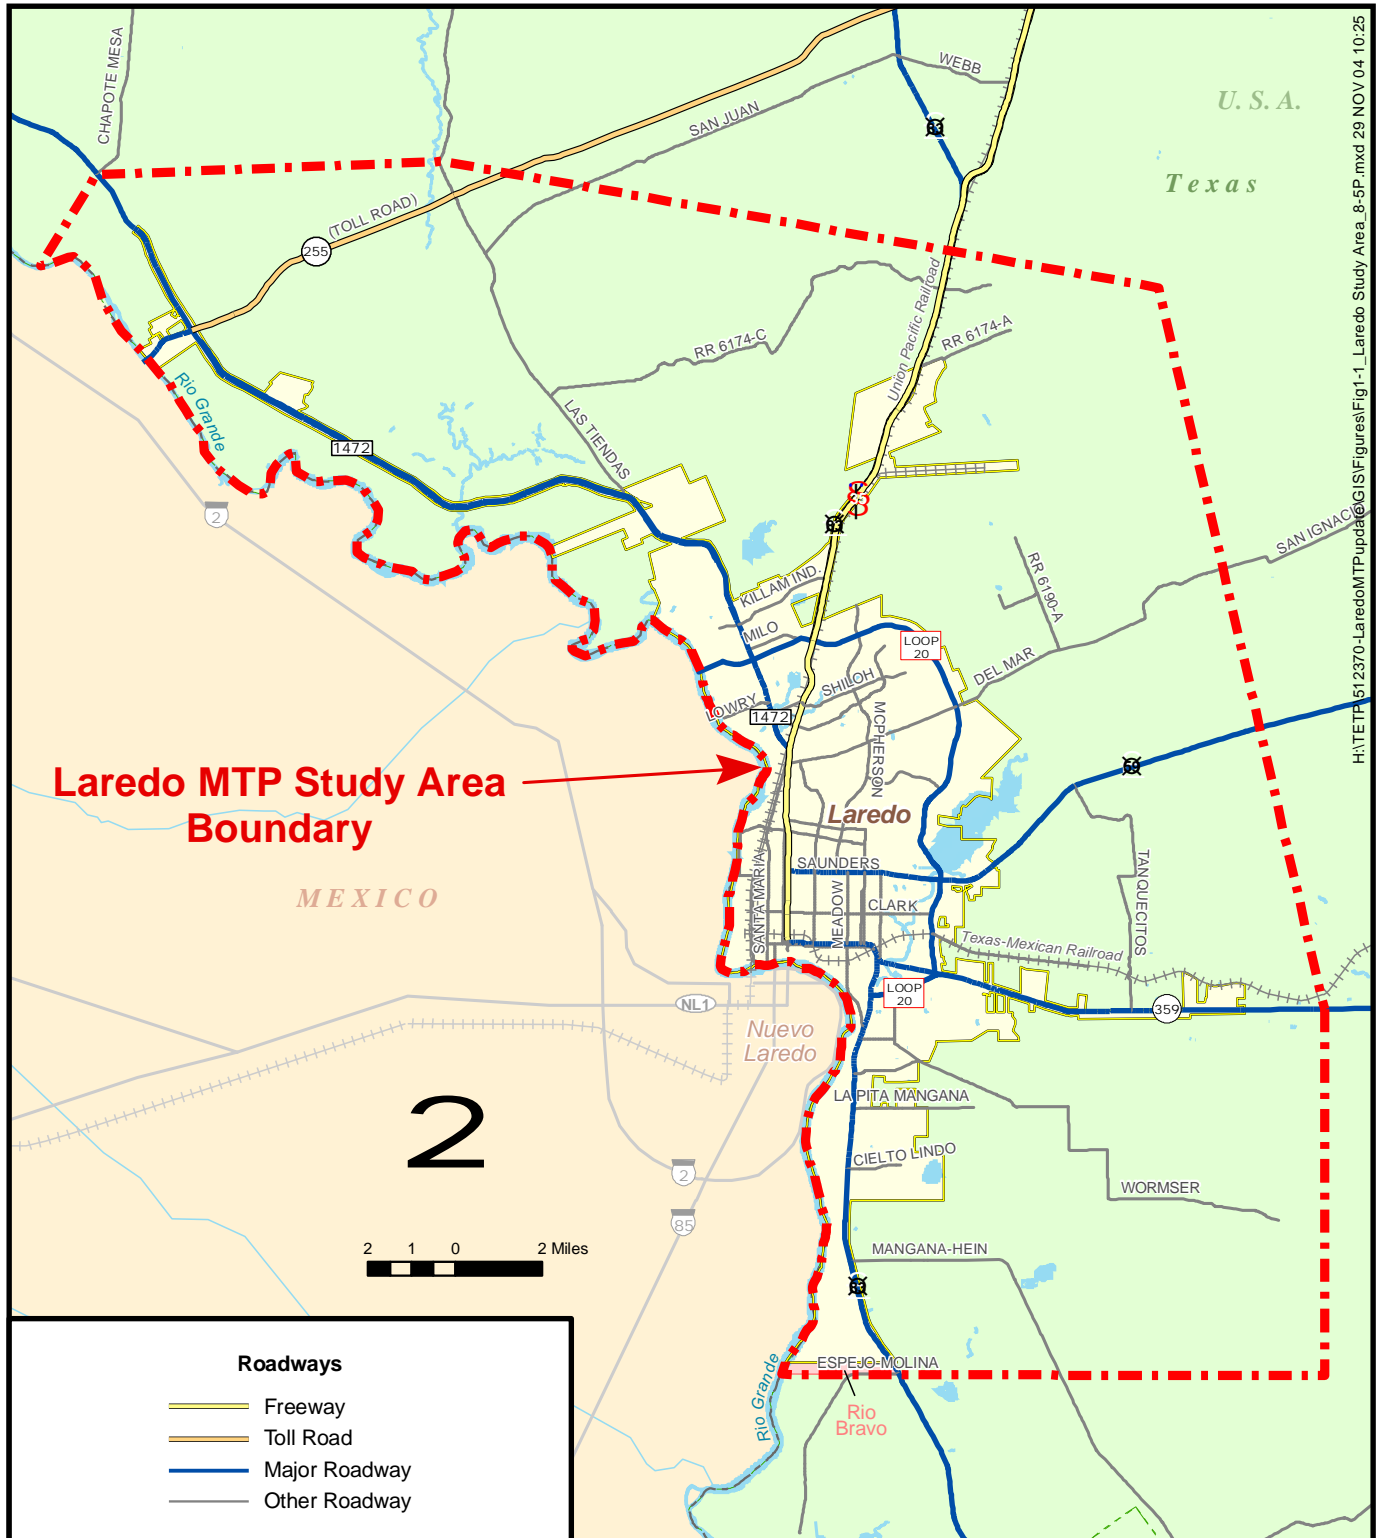 CHAPOTE MESA
WEBB
U. S. A.
SAN JUAN
Texas
(TOLL ROAD)
255
Union Pacific Railroad
RR 6174-C
RR 6174-A
Rio Grande
LAS TIENDAS
1472
2
SAN IGNACIO
RR 6190-A
KILLAM IND.
MILO
LOOP
20
DEL MAR
SHILOH
LOWRY
1472
MCPHERSON
Laredo MTP Study Area
Boundary
Laredo
MEXICO
SAUNDERS
SANTA MARIA
MEADOW
CLARK
TANQUECITOS
Texas-Mexican Railroad
LOOP
20
NL1
359
Nuevo
Laredo
LA PITA MANGANA
2
CIELTO LINDO
2
WORMSER
85
MANGANA-HEIN
2 1 0 2 Miles
ESPEJO-MOLINA
Rio Grande
Rio
Bravo
Roadways
Freeway
Toll Road
Major Roadway
Other Roadway
H:\TETP\512370-LaredoMTPupdate\GIS\Figures\Fig1-1_Laredo Study Area_8-5P.mxd 29 NOV 04 10:25